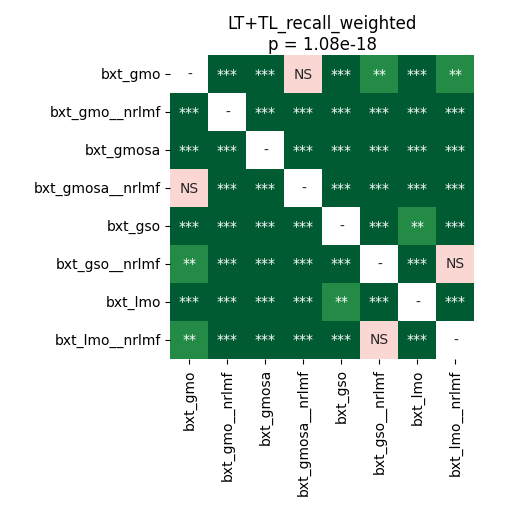 LT+TL_recall_weighted
p = 1.08e-18
bxt_gmo - *** *** NS *** ** *** **
bxt_gmo__nrlmf *** - *** *** *** *** *** ***
bxt_gmosa *** *** - *** *** *** *** ***
bxt_gmosa__nrlmf NS *** *** - *** *** *** ***
bxt_gso *** *** *** *** - *** ** ***
bxt_gso__nrlmf ** *** *** *** *** - *** NS
bxt_lmo *** *** *** *** ** *** - ***
bxt_lmo__nrlmf ** *** *** *** *** NS *** -
bxt_gmo
bxt_gmo__nrlmf
bxt_gmosa
bxt_gmosa__nrlmf
bxt_gso
bxt_gso__nrlmf
bxt_lmo
bxt_lmo__nrlmf